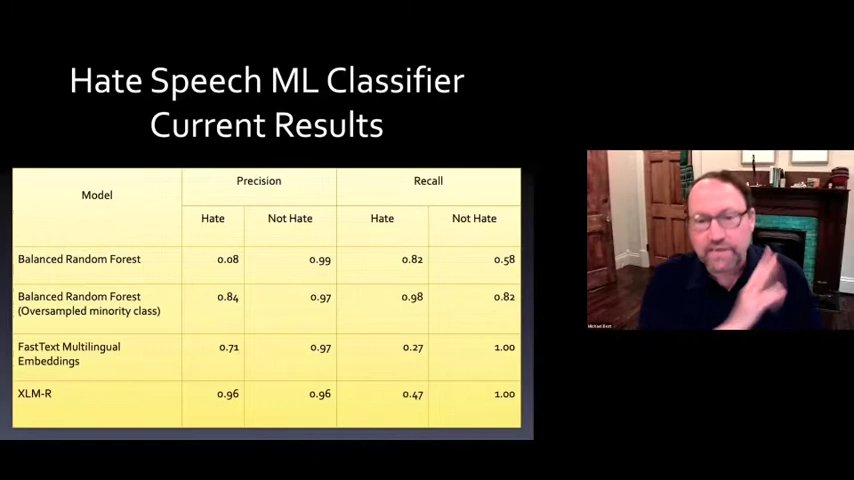 Hate Speech ML Classifier
Current Results
Model
Precision
Recall
Hate
Not Hate
Hate
Not Hate
Balanced Random Forest
0.08
0.99
0.82
0.58
Balanced Random Forest
(Oversampled minority class)
0.84
0.97
0.98
0.82
FastText Multilingual
Embeddings
0.71
0.97
0.27
1.00
XLM-R
0.96
0.96
0.47
1.00